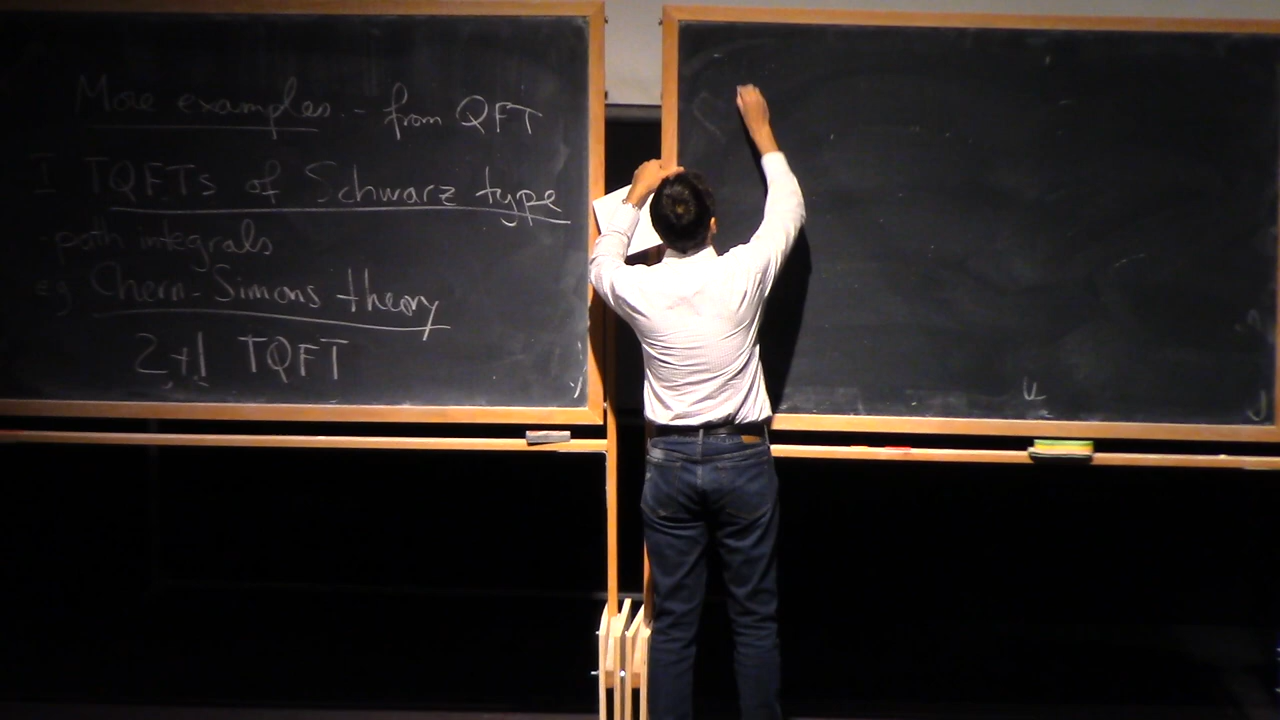 More examples - from QFT
I TQFTs of Schwarz type
path integrals
eg Chern-Simons theory
2+1 TQFT